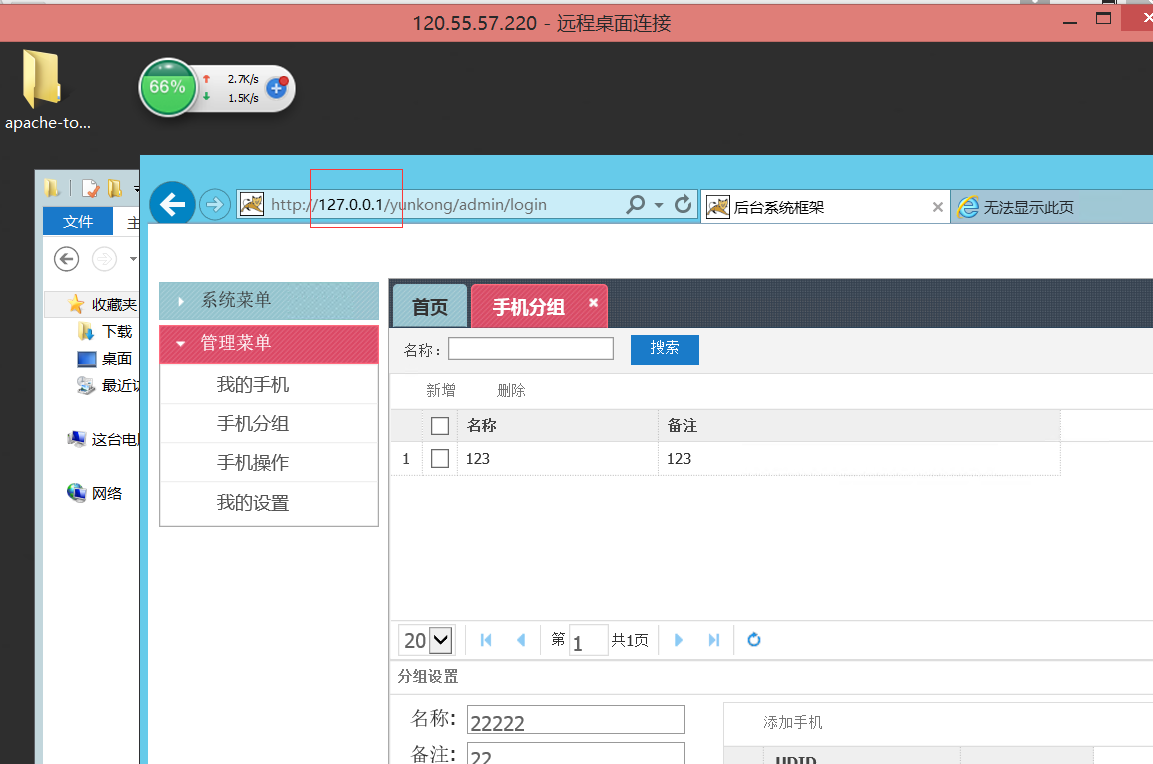 120.55.57.220 - 远程桌面连接
66%
2.7K/s
1.5K/s
apache-to...
http://127.0.0.1/yunkong/admin/login
后台系统框架
无法显示此页
文件
主
收藏夹
下载
桌面
最近访
这台电脑
网络
系统菜单
管理菜单
我的手机
手机分组
手机操作
我的设置
首页
手机分组
名称：
搜索
新增 删除
名称 备注
1 123 123
20 第 1 共1页
分组设置
名称: 22222
备注: 22
添加手机
UDID